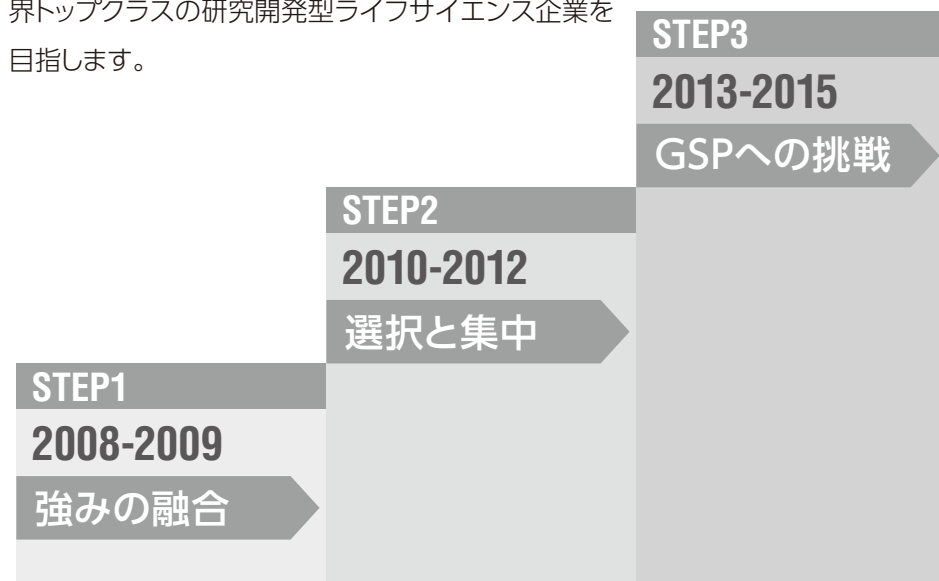 界トップクラスの研究開発型ライフサイエンス企業を
目指します。
STEP3
2013-2015
GSPへの挑戦
STEP2
2010-2012
選択と集中
STEP1
2008-2009
強みの融合